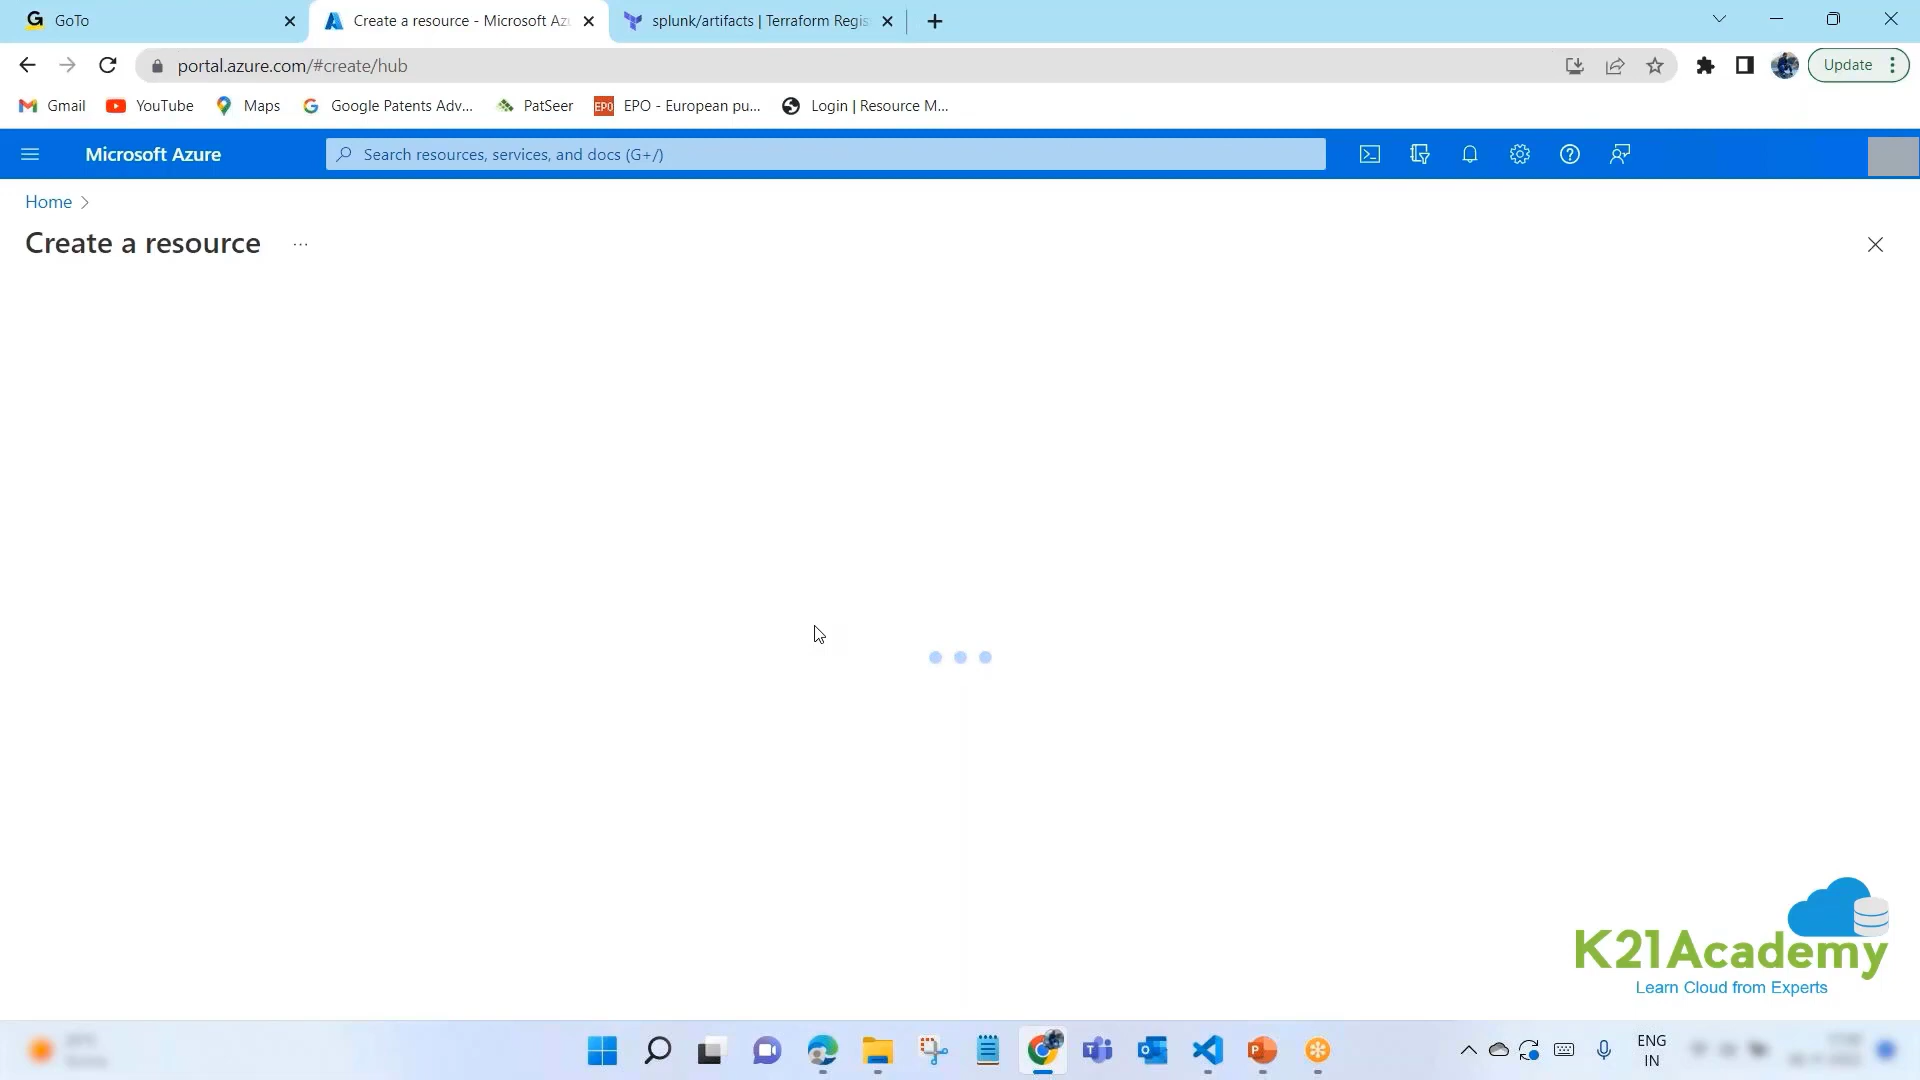 GoTo
Create a resource - Microsoft Az
splunk/artifacts | Terraform Regis
portal.azure.com/#create/hub
Update
Gmail
YouTube
Maps
Google Patents Adv...
PatSeer
EPO
EPO - European pu...
Login | Resource M...
Microsoft Azure
Search resources, services, and docs (G+/)
Home
Create a resource
K21Academy
Learn Cloud from Experts
ENG
IN